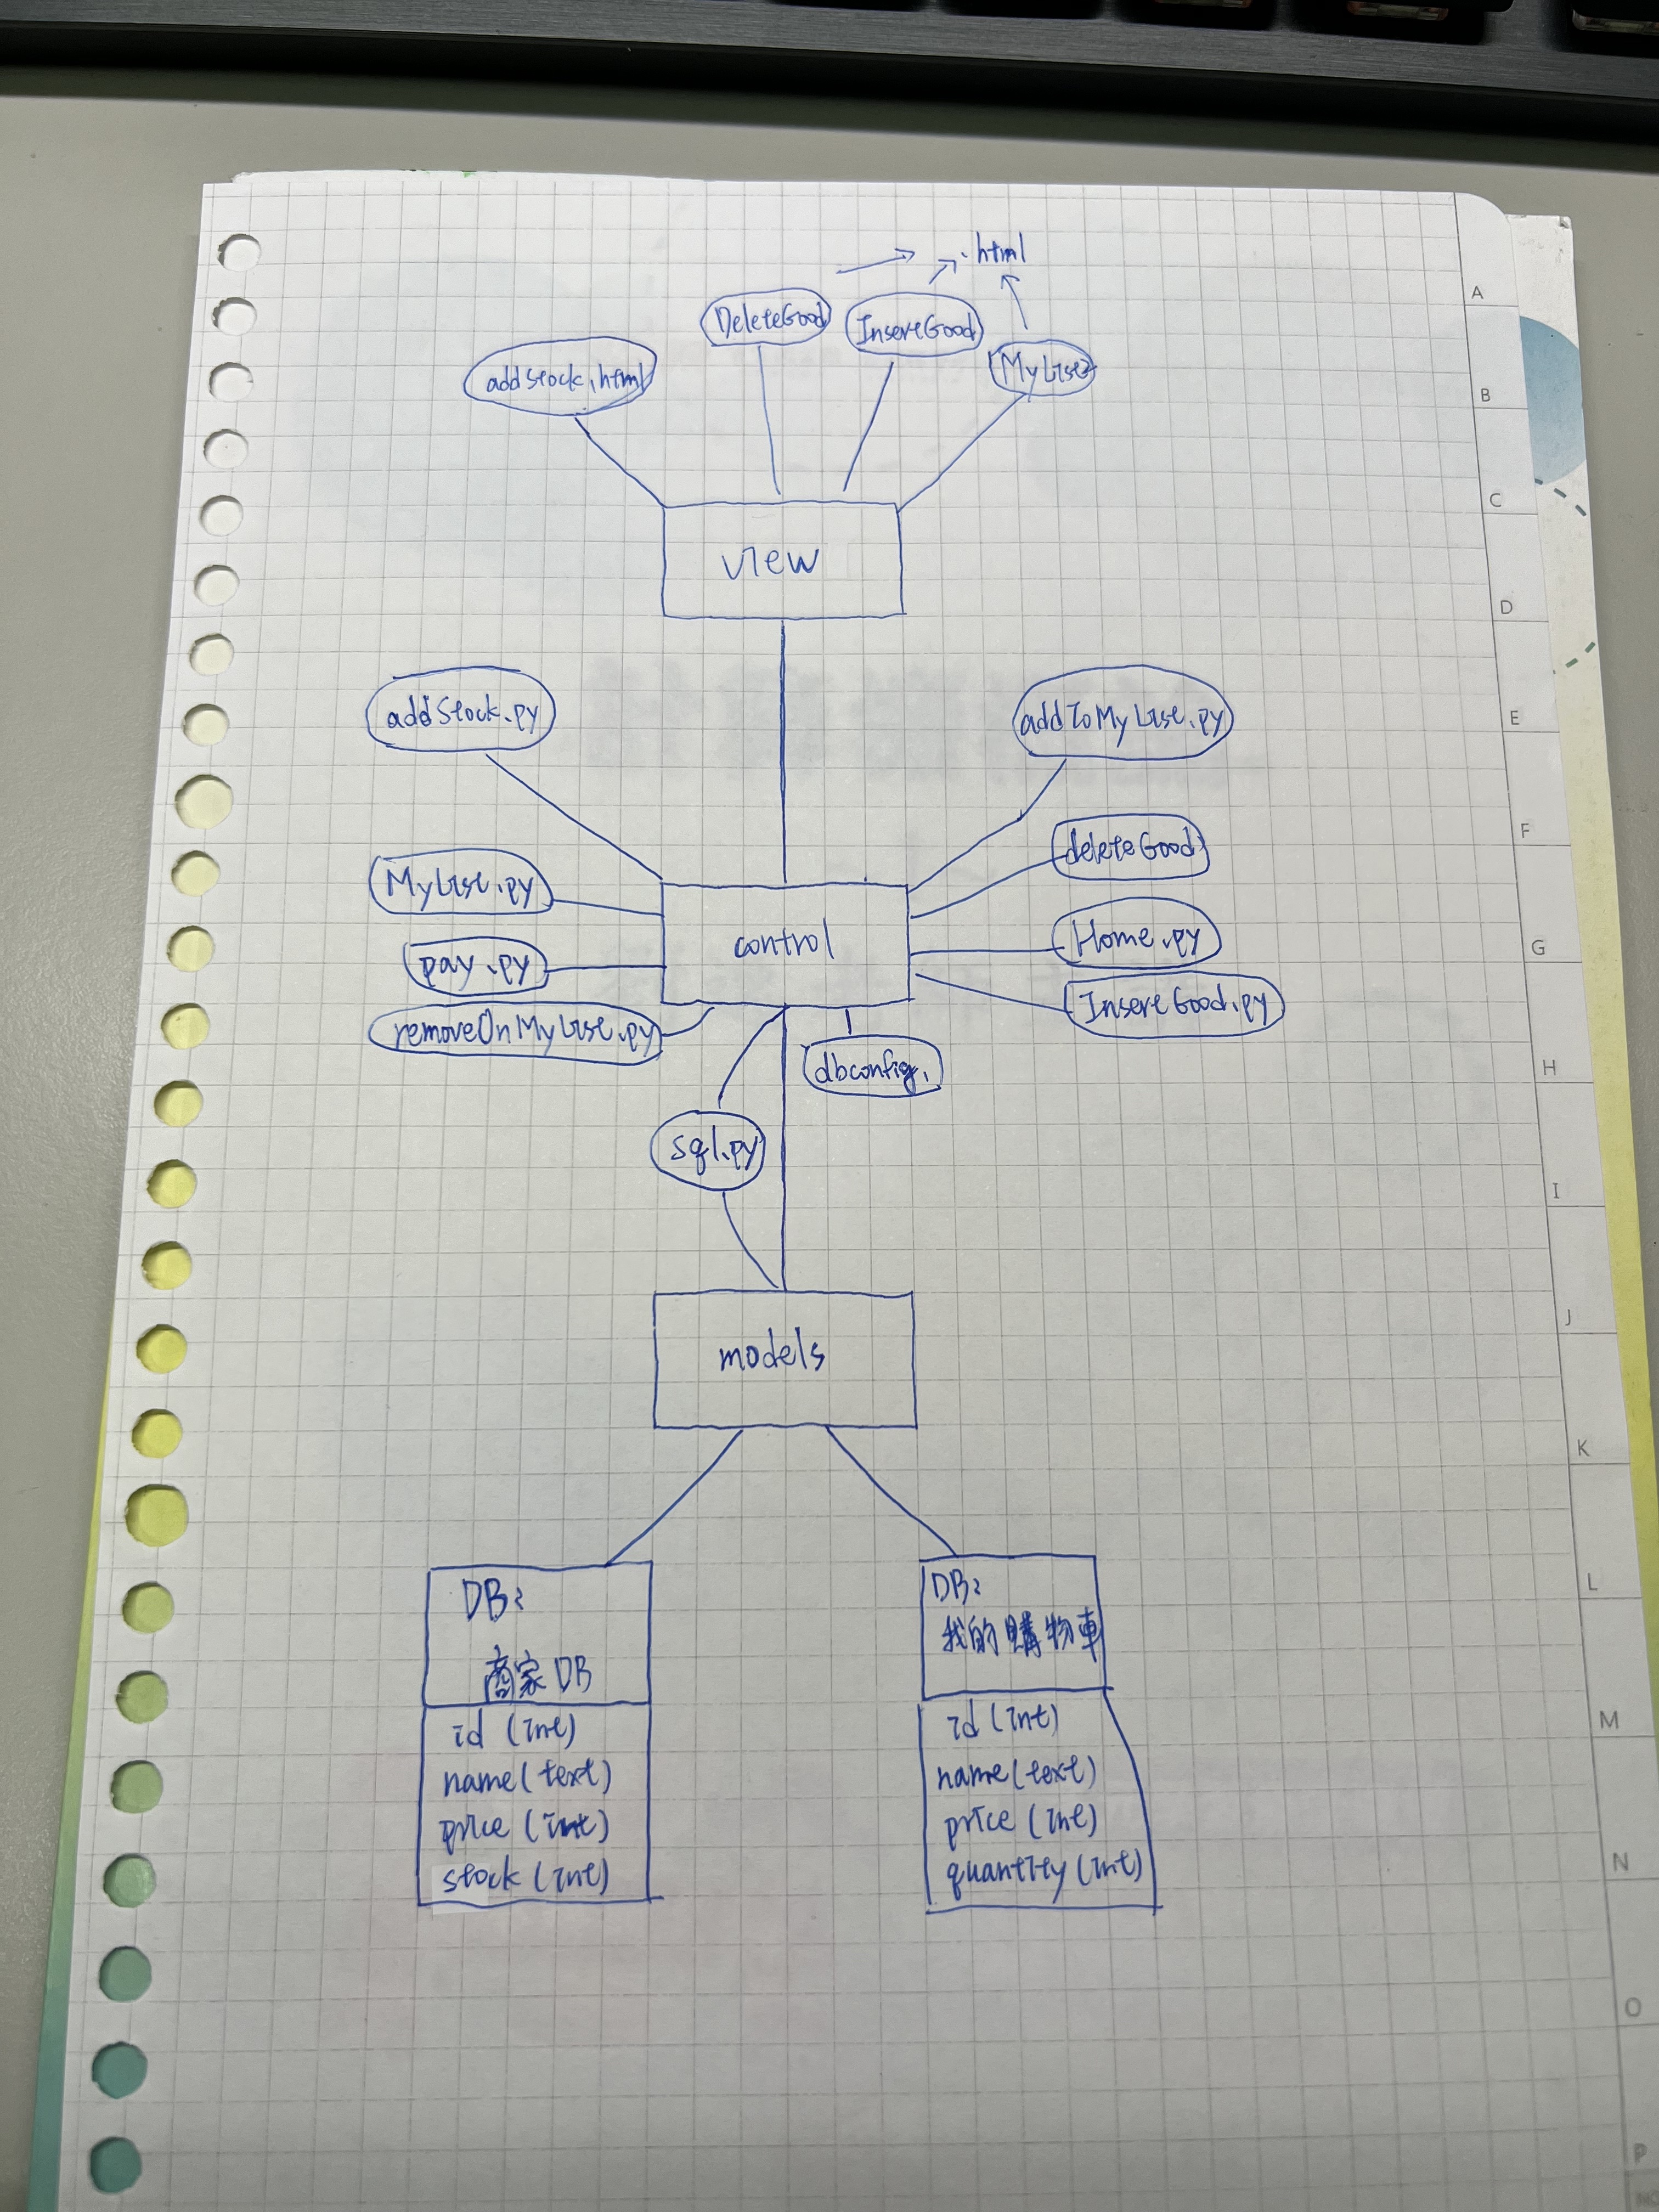 .html
DeleteGood
InsertGood
addStock.html
MyList
view
addStock.py
addToMyList.py
deleteGood
MyList.py
control
Home.py
pay.py
InsertGood.py
removeOnMyList.py
dbconfig.
sql.py
models
DB:
商家DB
id (int)
name (text)
price (int)
stock (int)
DB:
我的購物車
id (int)
name (text)
price (int)
quantity (int)
A
B
C
D
E
F
G
H
I
J
K
L
M
N
O
P